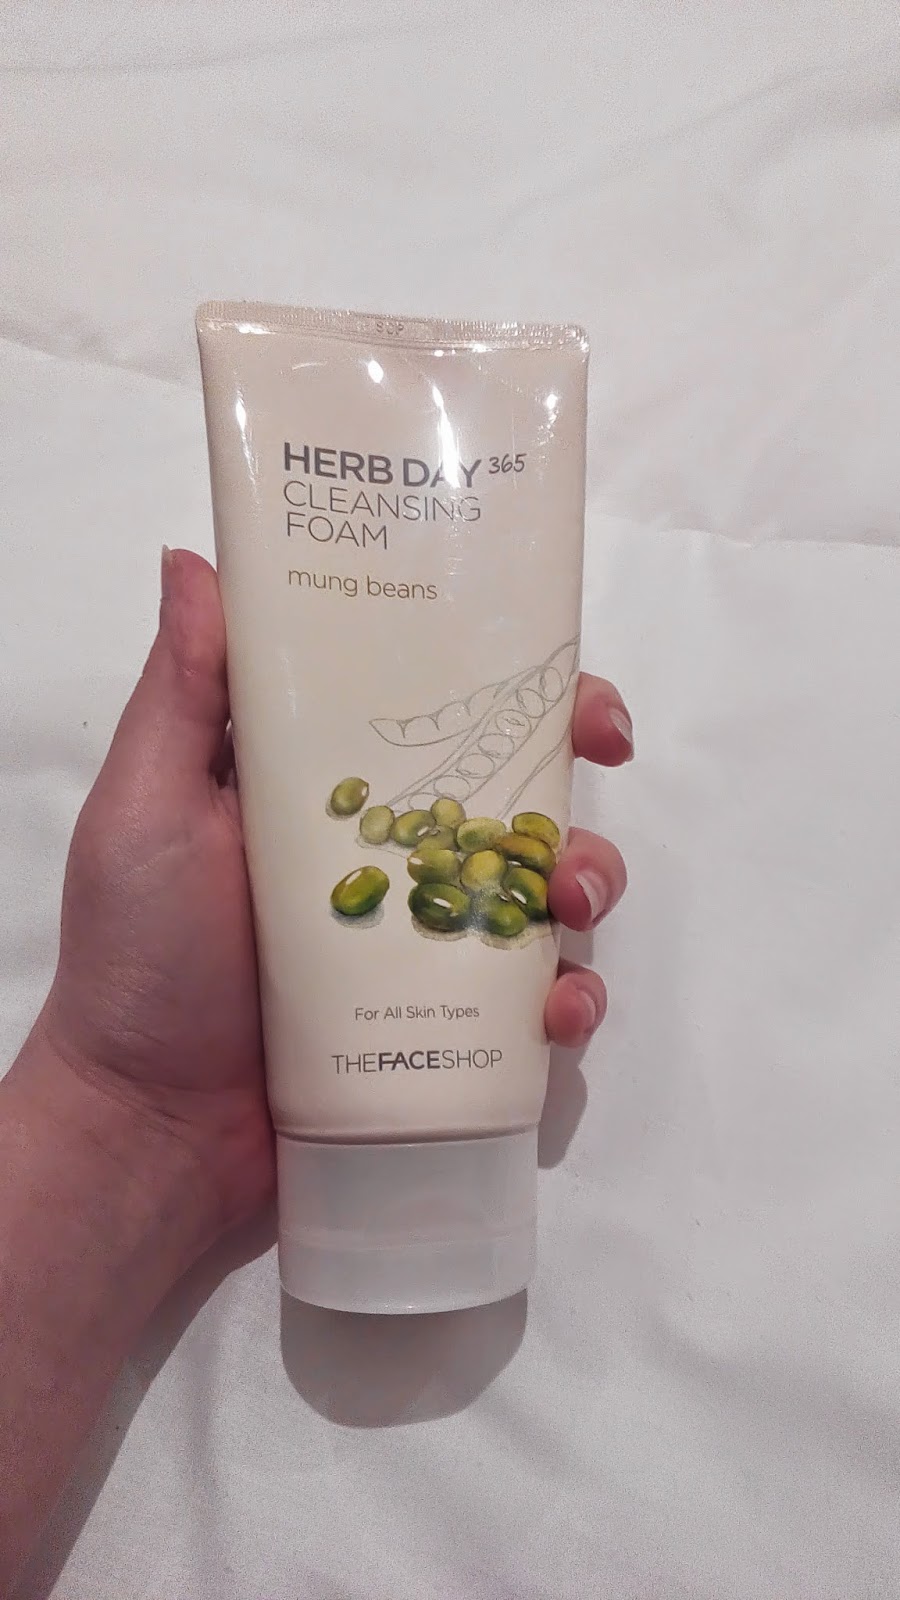 HERB DAY 365
CLEANSING
FOAM
mung beans
For All Skin Types
THEFACESHOP